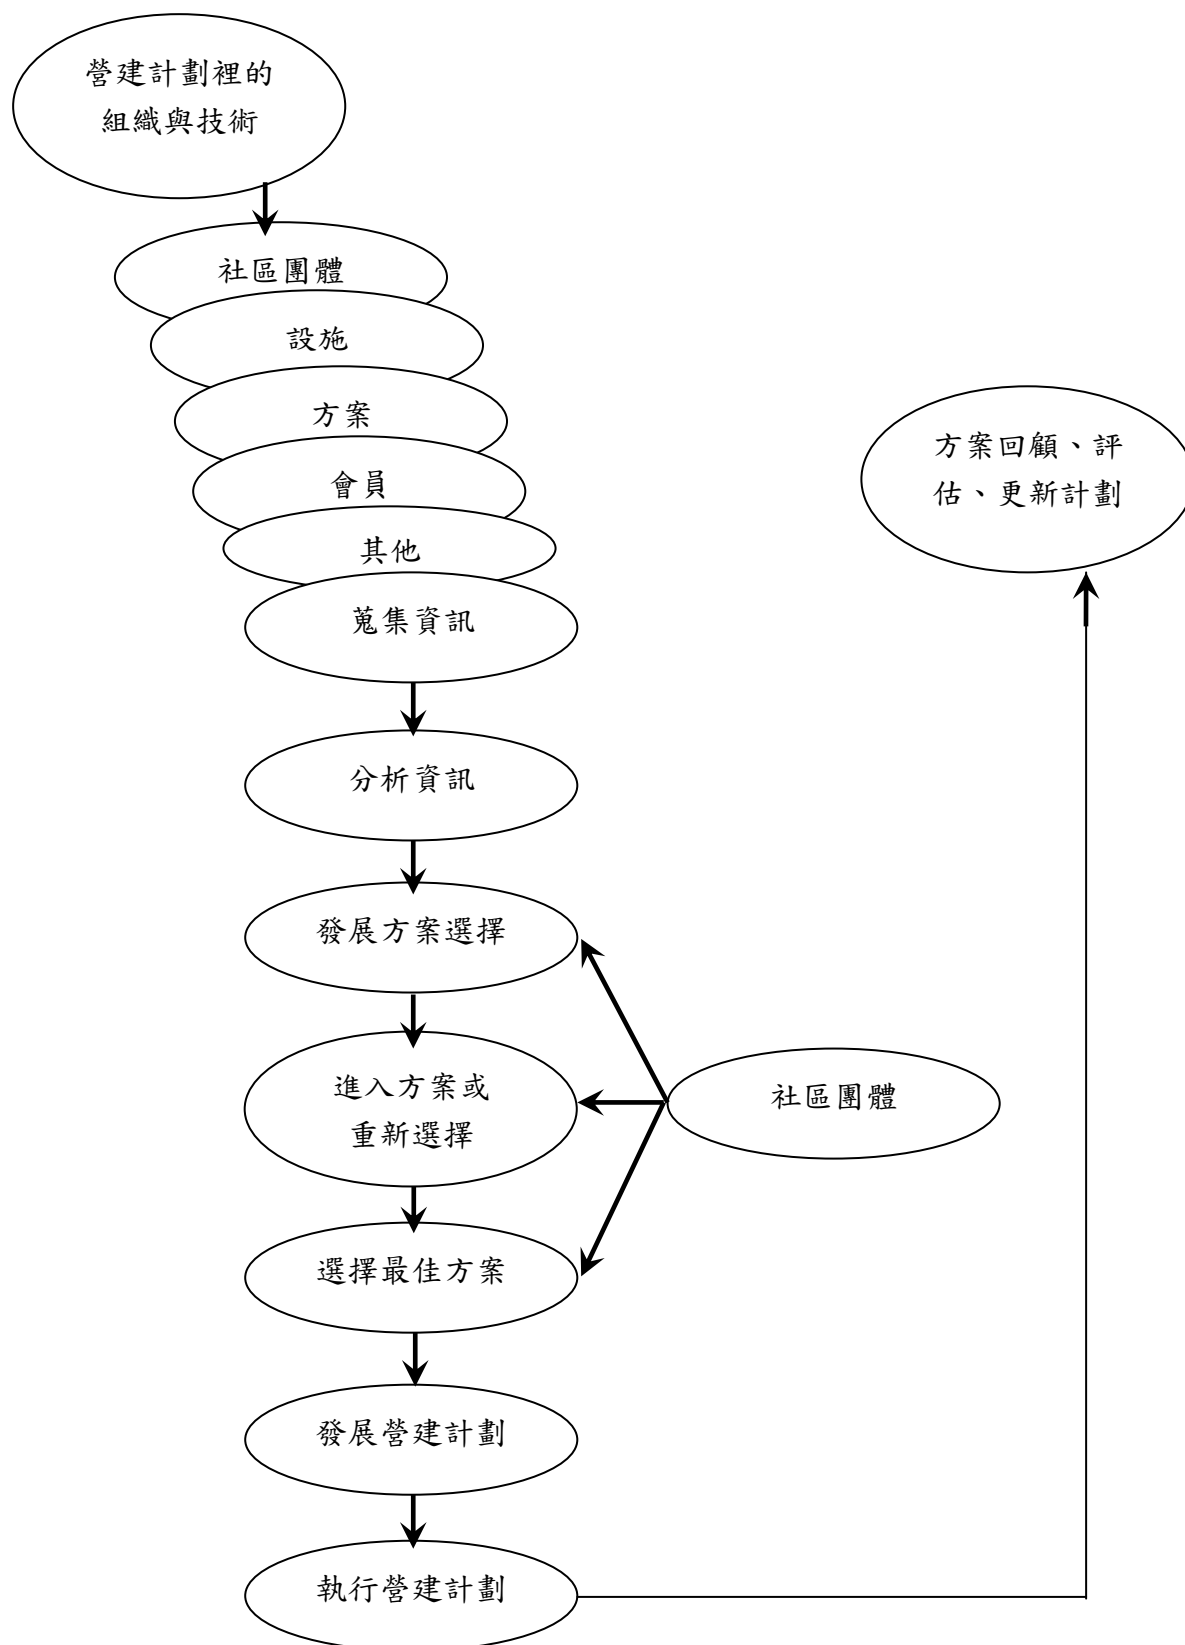 營建計劃裡的
組織與技術
社區團體
設施
方案
會員
其他
蒐集資訊
分析資訊
發展方案選擇
進入方案或
重新選擇
選擇最佳方案
發展營建計劃
執行營建計劃
社區團體
方案回顧、評
估、更新計劃